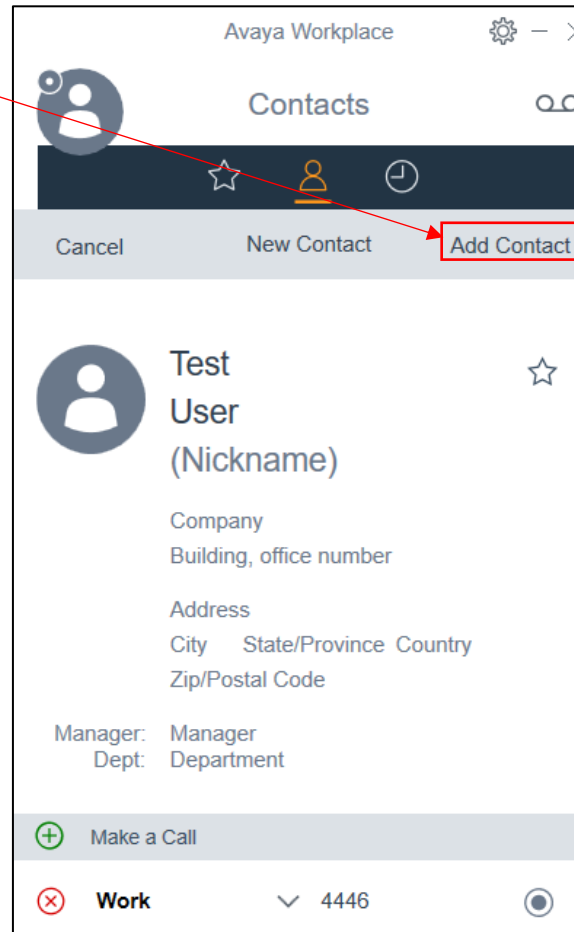 Avaya Workplace
Contacts
Cancel New Contact Add Contact
Test
User
(Nickname)
Company
Building, office number
Address
City State/Province Country
Zip/Postal Code
Manager: Manager
Dept: Department
Make a Call
Work 4446